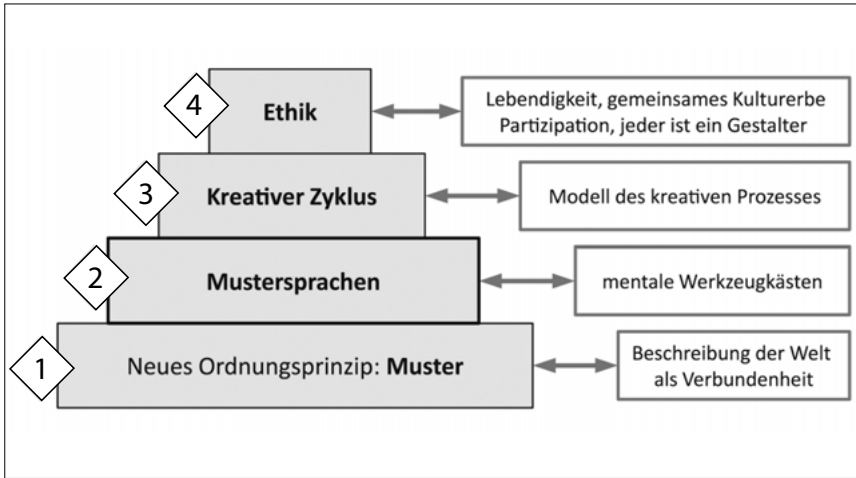 4
Ethik
Lebendigkeit, gemeinsames Kulturerbe
Partizipation, jeder ist ein Gestalter
3
Kreativer Zyklus
Modell des kreativen Prozesses
2
Mustersprachen
mentale Werkzeugkästen
1
Neues Ordnungsprinzip: Muster
Beschreibung der Welt
als Verbundenheit